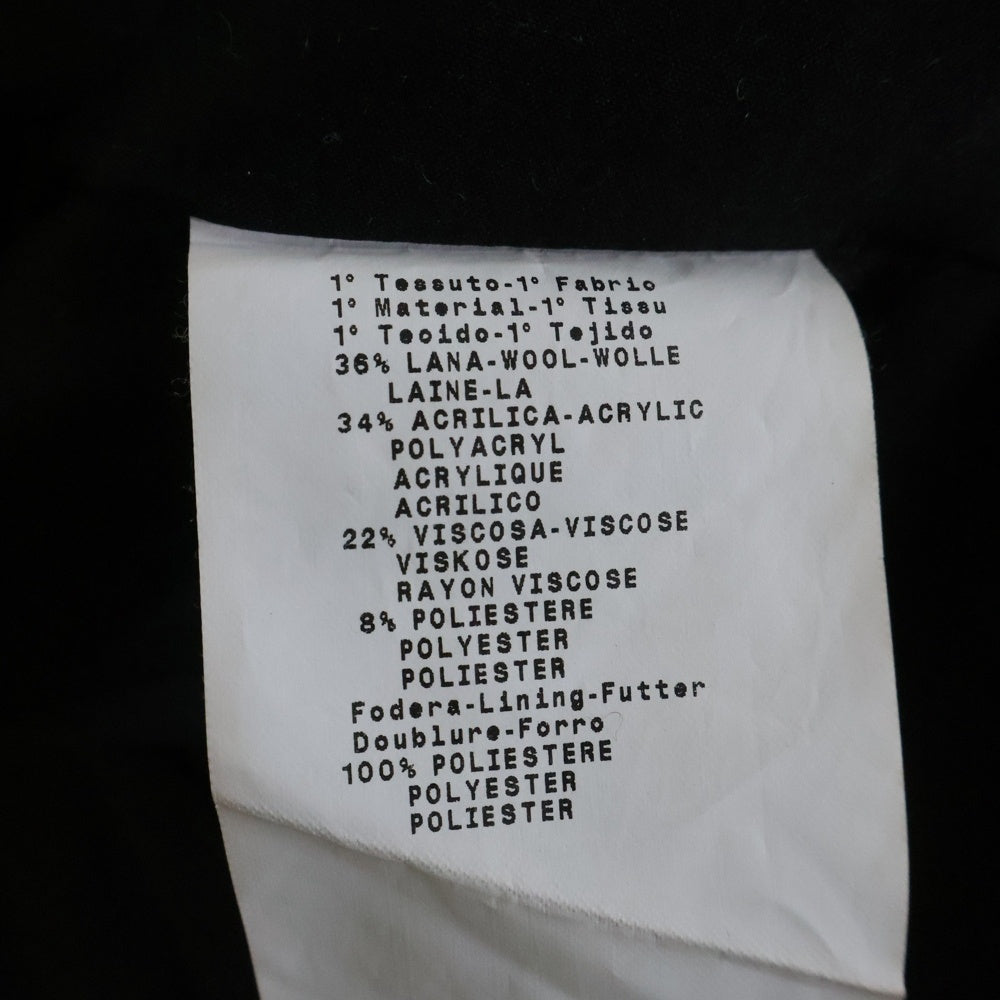 1° Tessuto-1° Fabric
1° Material-1° Tissu
1° Tecido-1° Tejido
36% LANA-WOOL-WOLLE
LAINE-LA
34% ACRILICA-ACRYLIC
POLYACRYL
ACRYLIQUE
ACRILICO
22% VISCOSA-VISCOSE
VISKOSE
RAYON VISCOSE
8% POLIESTERE
POLYESTER
POLIESTER
Fodera-Lining-Futter
Doublure-Forro
100% POLIESTERE
POLYESTER
POLIESTER